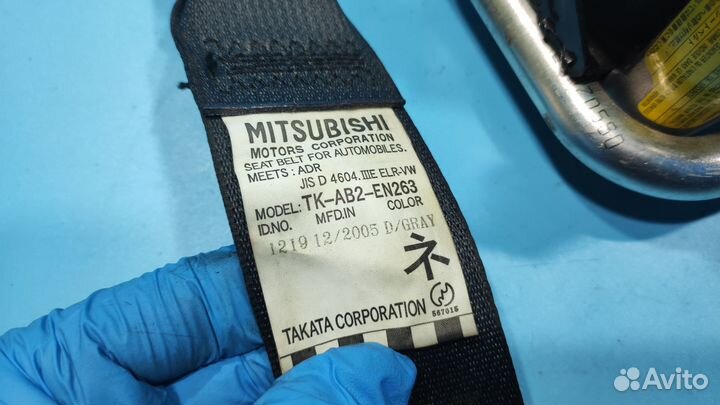 MITSUBISHI
MOTORS CORPORATION
SEAT BELT FOR AUTOMOBILES.
MEETS: ADR
JIS D 4604.IIIE ELR-VW
MODEL: TK-AB2-EN263
ID.NO. MFD.IN COLOR
1219 12/2005 D/GRAY
ネ
TAKATA CORPORATION
567015
Avito